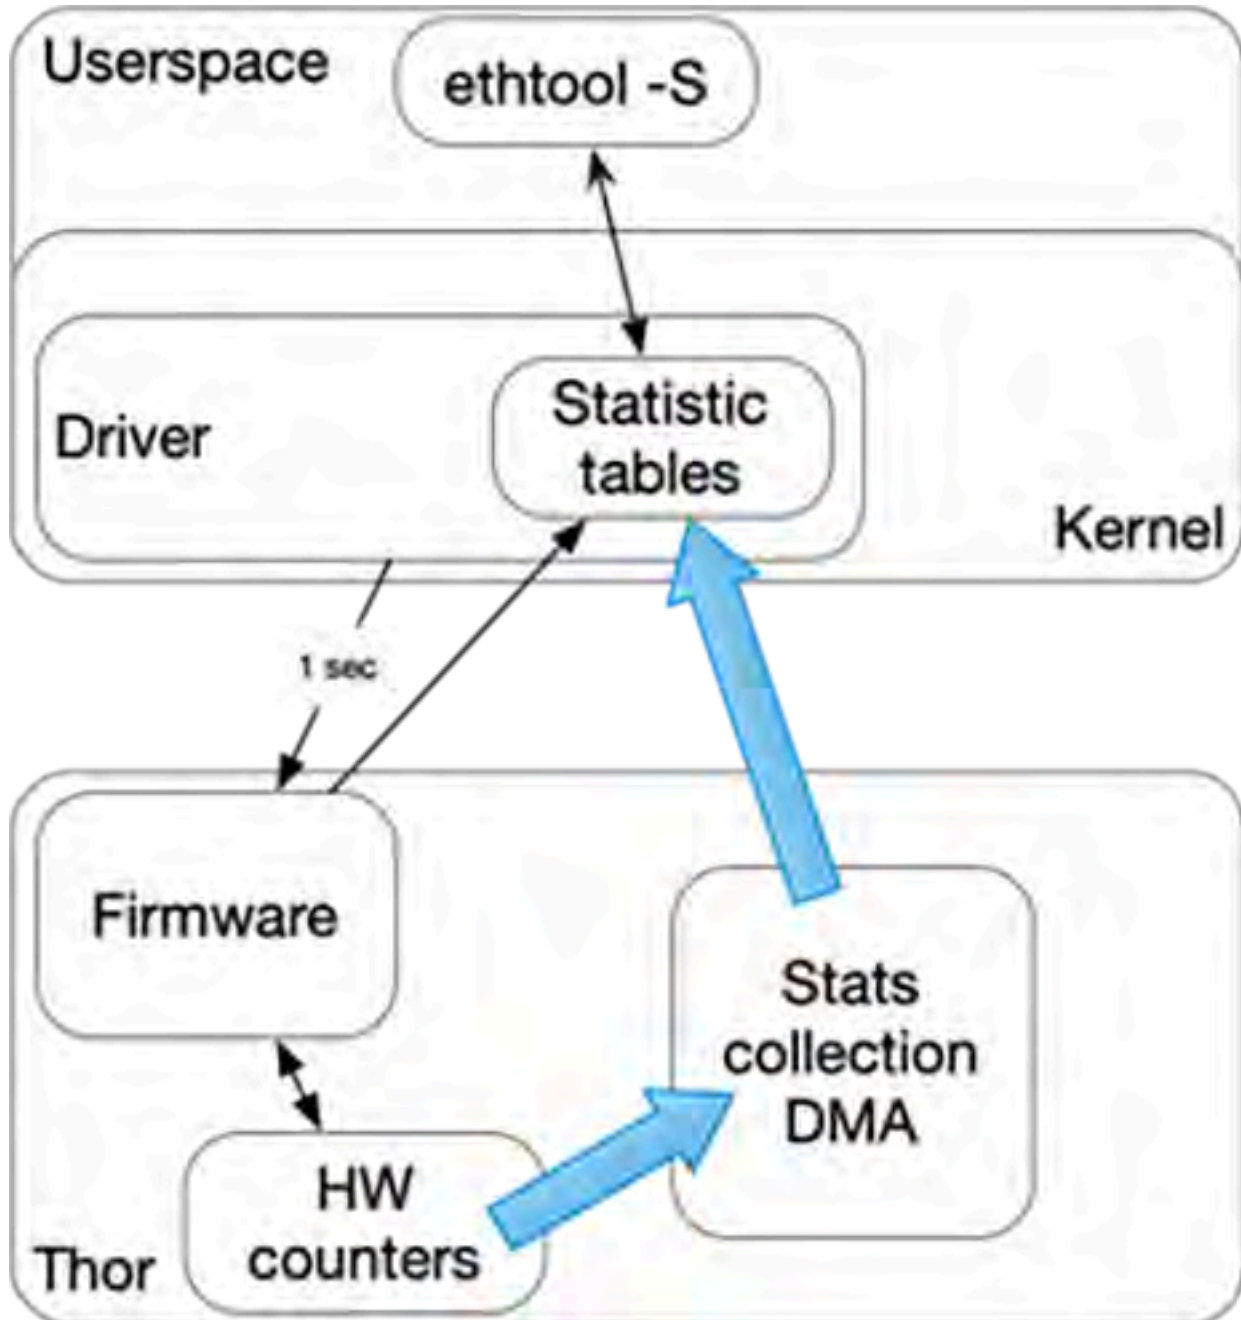 Userspace
ethtool -S
Statistic
tables
Driver
Kernel
1 sec
Firmware
Stats
collection
DMA
HW
counters
Thor